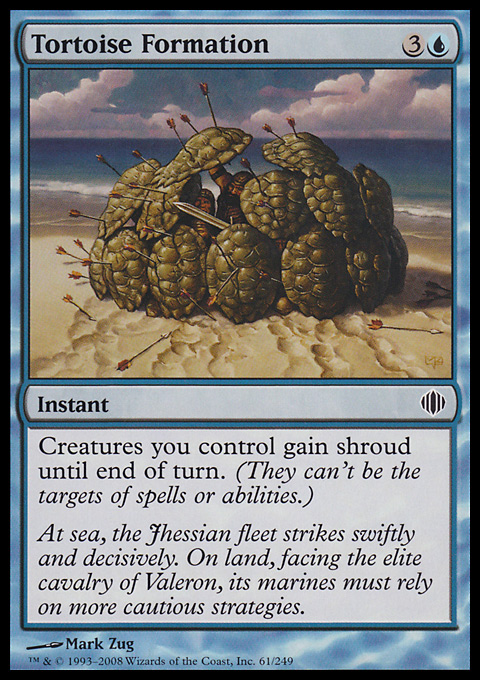 Tortoise Formation 3
Instant
Creatures you control gain shroud
until end of turn. (They can't be the
targets of spells or abilities.)
At sea, the Jhessian fleet strikes swiftly
and decisively. On land, facing the elite
cavalry of Valeron, its marines must rely
on more cautious strategies.
Mark Zug
™ & © 1993–2008 Wizards of the Coast, Inc. 61/249